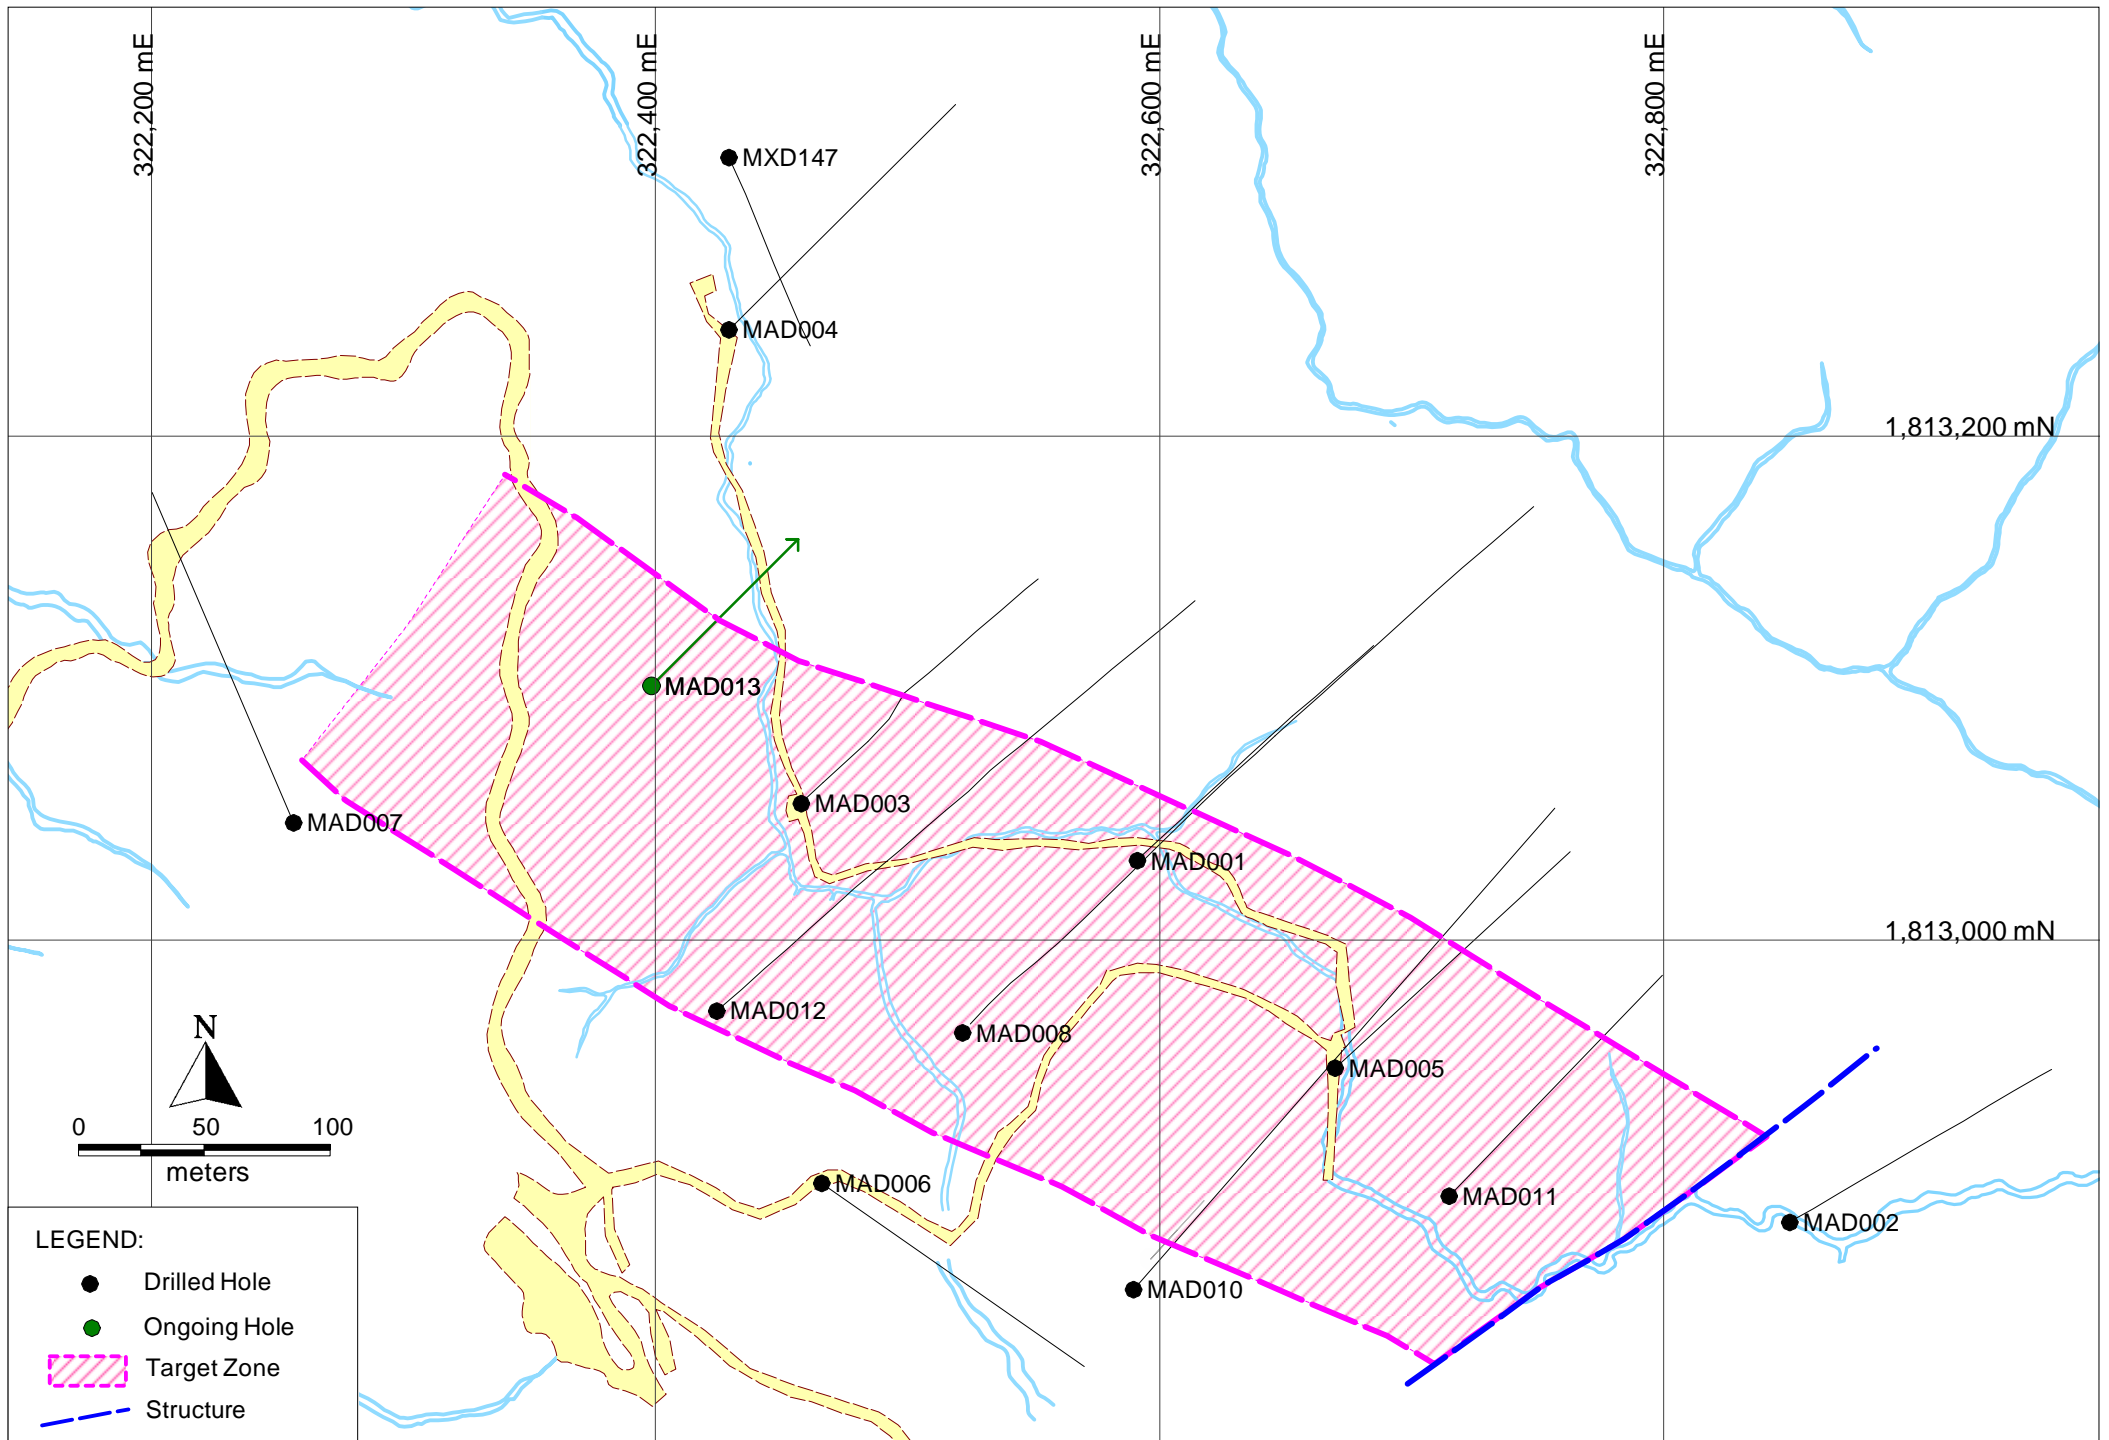 322,200 mE
322,400 mE
322,600 mE
322,800 mE
MXD147
MAD004
1,813,200 mN
MAD013
MAD003
MAD007
MAD001
1,813,000 mN
MAD012
MAD008
MAD005
MAD006
MAD011
MAD002
MAD010
N
0 50 100
meters
LEGEND:
Drilled Hole
Ongoing Hole
Target Zone
Structure